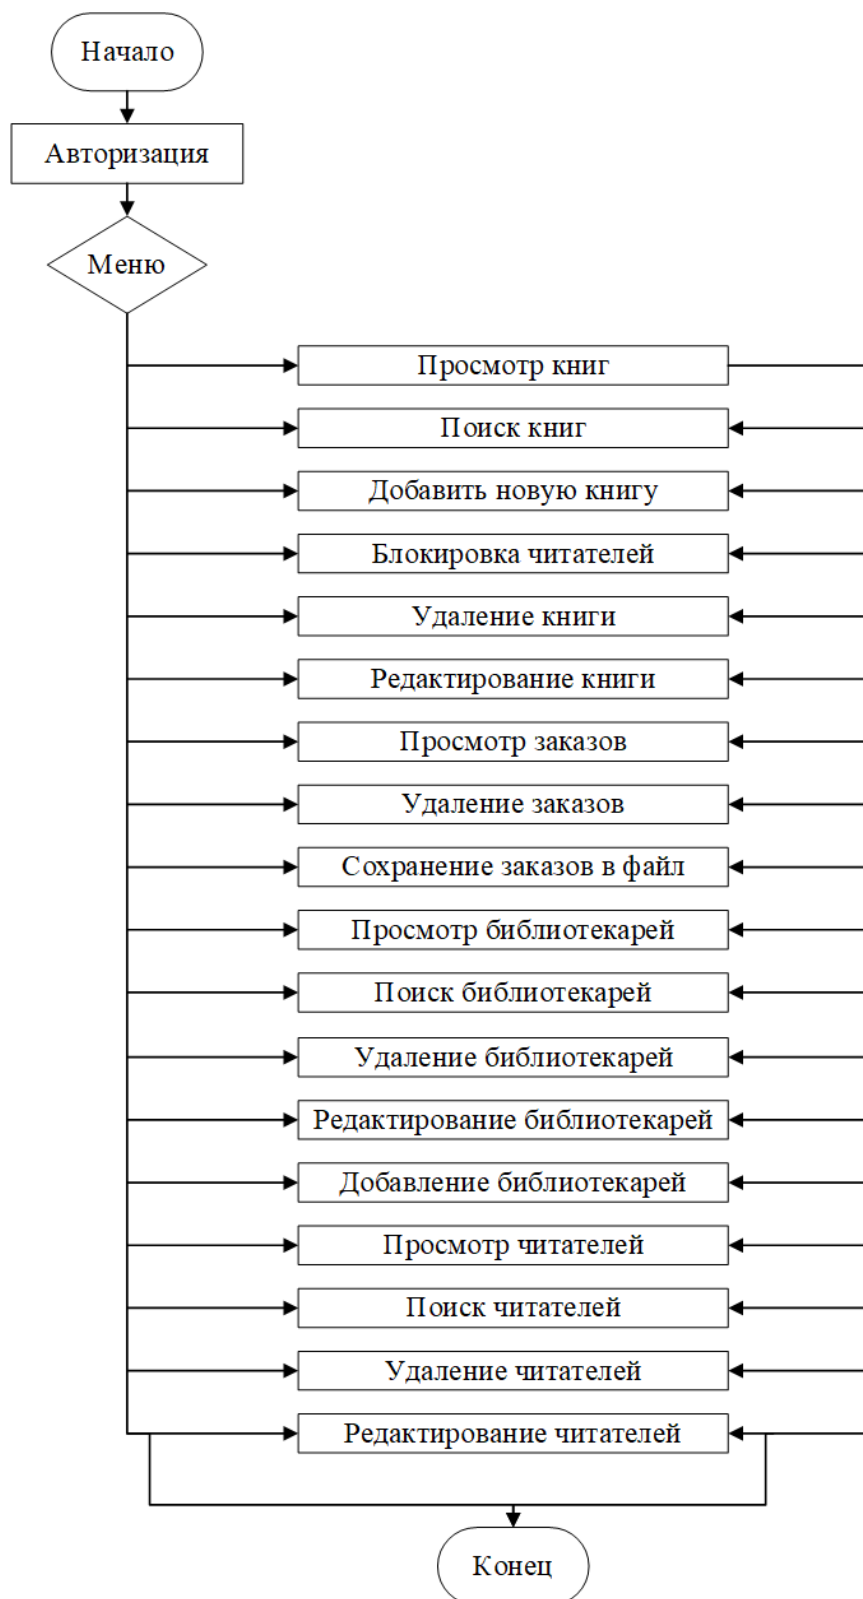 Начало
Авторизация
Меню
Просмотр книг
Поиск книг
Добавить новую книгу
Блокировка читателей
Удаление книги
Редактирование книги
Просмотр заказов
Удаление заказов
Сохранение заказов в файл
Просмотр библиотекарей
Поиск библиотекарей
Удаление библиотекарей
Редактирование библиотекарей
Добавление библиотекарей
Просмотр читателей
Поиск читателей
Удаление читателей
Редактирование читателей
Конец